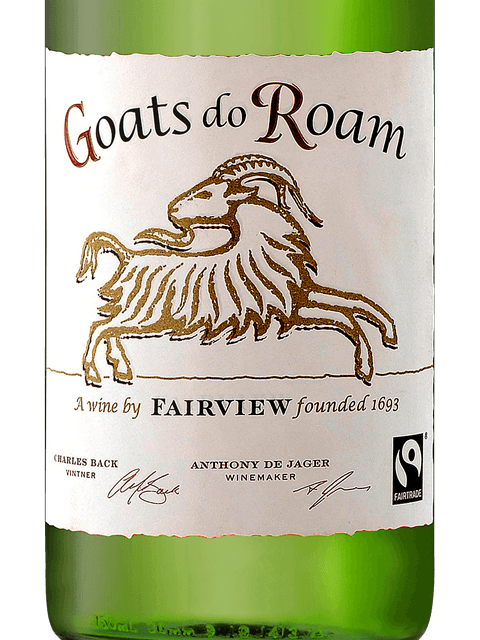 Goats do Roam
A wine by FAIRVIEW founded 1693
CHARLES BACK
VINTNER
ANTHONY DE JAGER
WINEMAKER
FAIRTRADE
®